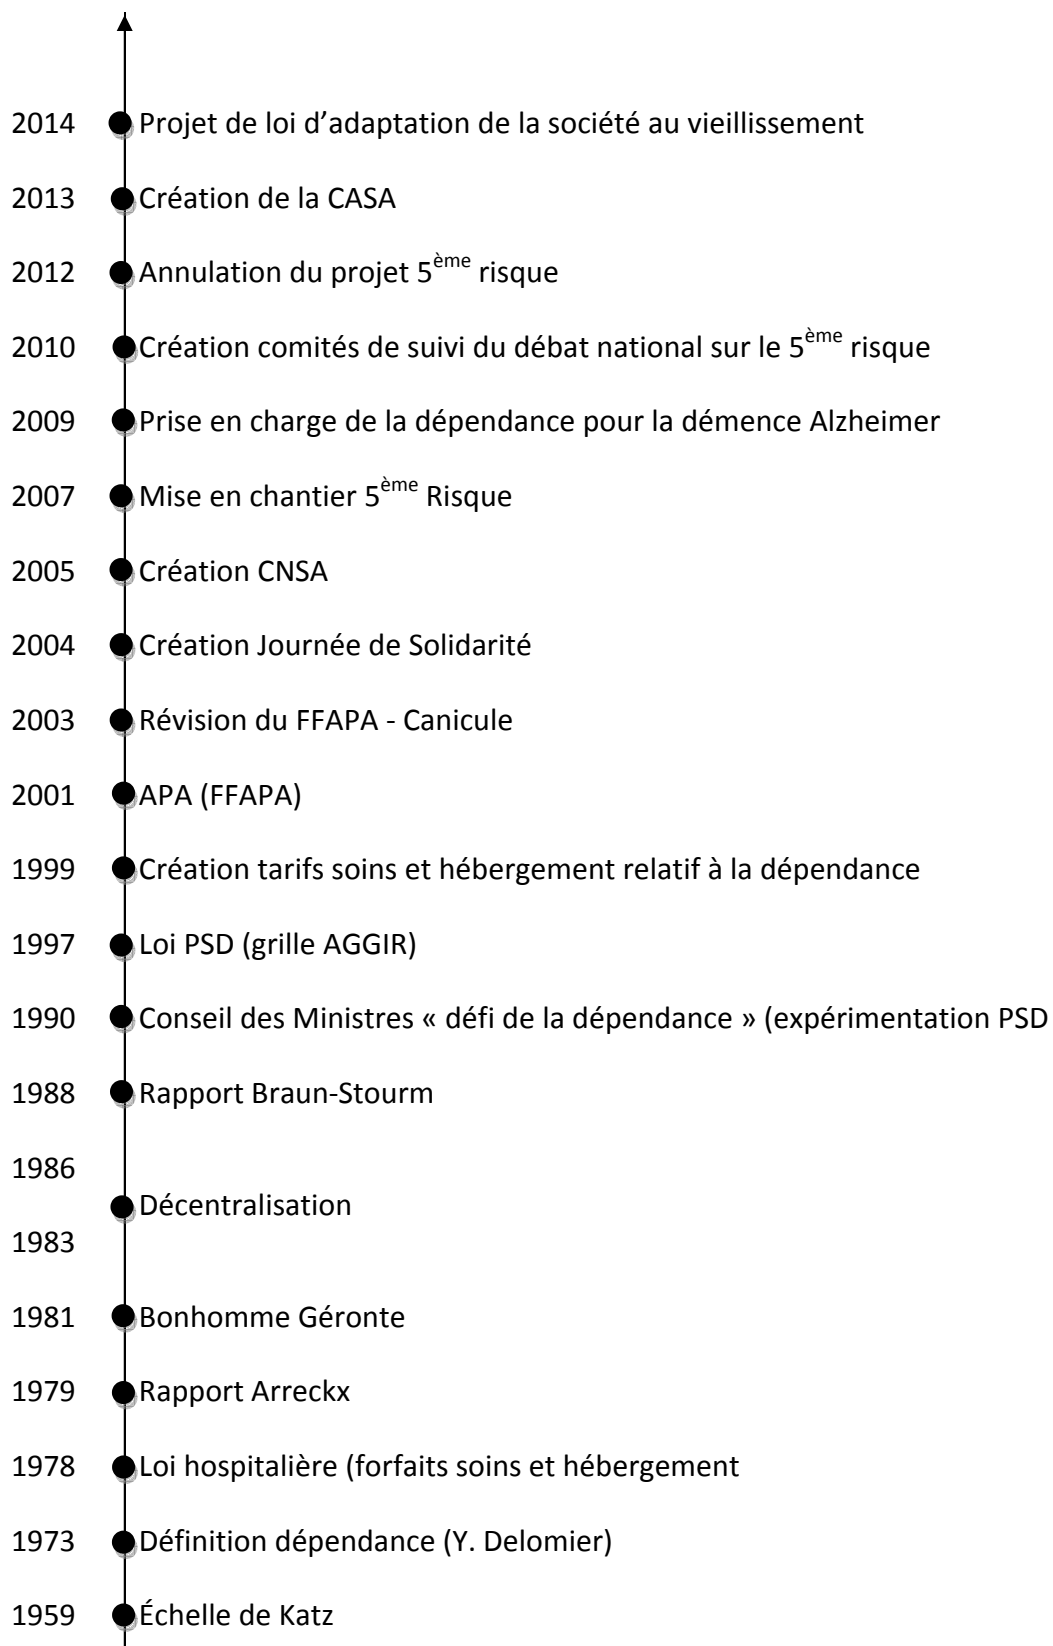 2014 Projet de loi d’adaptation de la société au vieillissement
2013 Création de la CASA
2012 Annulation du projet 5ème risque
2010 Création comités de suivi du débat national sur le 5ème risque
2009 Prise en charge de la dépendance pour la démence Alzheimer
2007 Mise en chantier 5ème Risque
2005 Création CNSA
2004 Création Journée de Solidarité
2003 Révision du FFAPA - Canicule
2001 APA (FFAPA)
1999 Création tarifs soins et hébergement relatif à la dépendance
1997 Loi PSD (grille AGGIR)
1990 Conseil des Ministres « défi de la dépendance » (expérimentation PSD
1988 Rapport Braun-Stourm
1986
Décentralisation
1983
1981 Bonhomme Géronte
1979 Rapport Arreckx
1978 Loi hospitalière (forfaits soins et hébergement
1973 Définition dépendance (Y. Delomier)
1959 Échelle de Katz